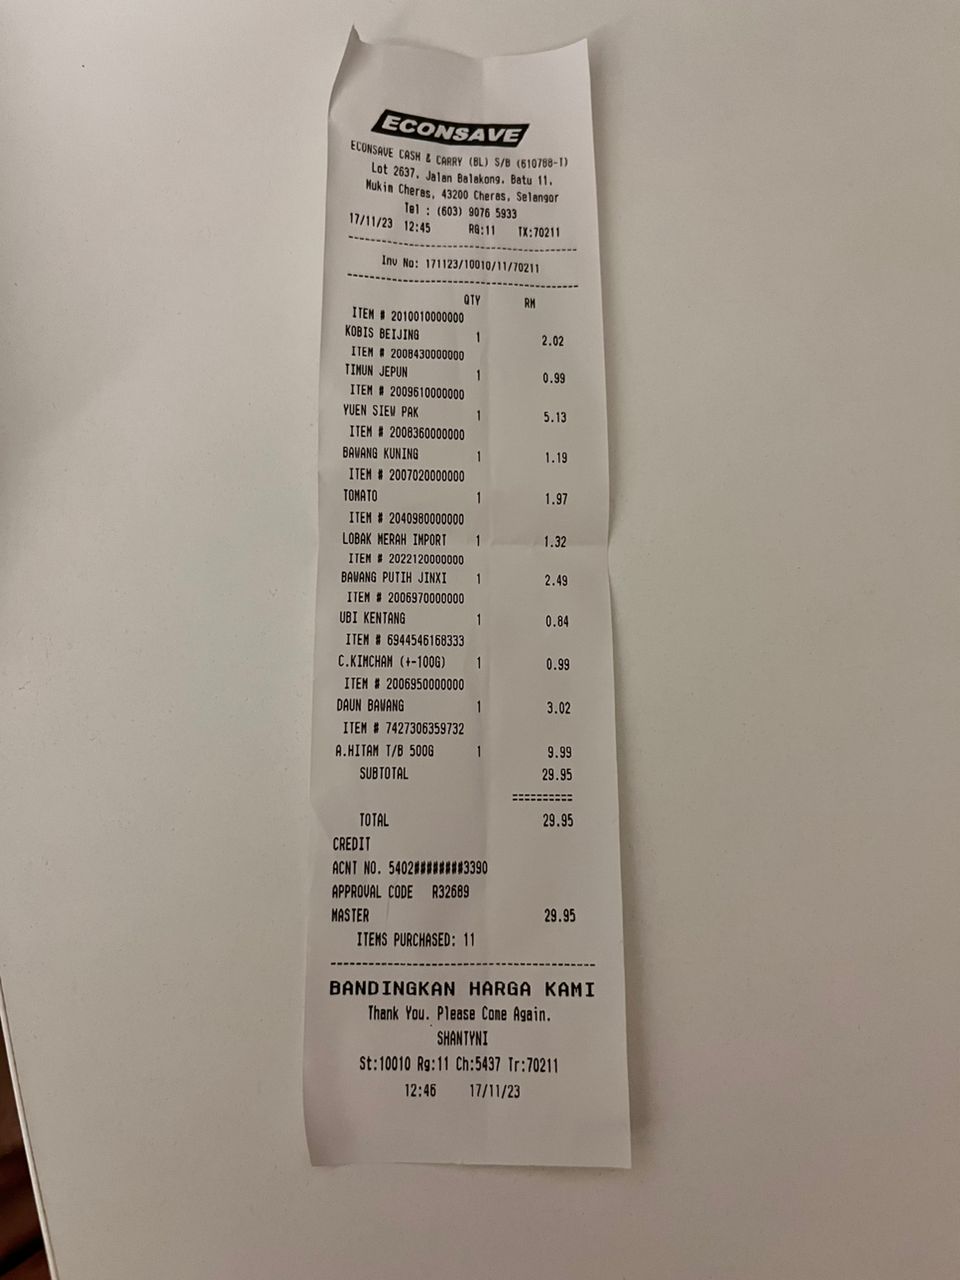 ECONSAVE
ECONSAVE CASH & CARRY (BL) S/B (610788-T)
Lot 2637, Jalan Balakong, Batu 11,
Mukim Cheras, 43200 Cheras, Selangor
Tel : (603) 9076 5933
17/11/23 12:45 RG:11 TX:70211
Inv No: 171123/10010/11/70211
QTY RM
ITEM # 2010010000000
KOBIS BEIJING 1 2.02
ITEM # 2008430000000
TIMUN JEPUN 1 0.99
ITEM # 2009610000000
YUEN SIEW PAK 1 5.13
ITEM # 2008360000000
BAWANG KUNING 1 1.19
ITEM # 2007020000000
TOMATO 1 1.97
ITEM # 2040980000000
LOBAK MERAH IMPORT 1 1.32
ITEM # 2022120000000
BAWANG PUTIH JINXI 1 2.49
ITEM # 2006970000000
UBI KENTANG 1 0.84
ITEM # 6944546168333
C.KIMCHAM (+-100G) 1 0.99
ITEM # 2006950000000
DAUN BAWANG 1 3.02
ITEM # 7427306359732
A.HITAM T/B 500G 1 9.99
SUBTOTAL 29.95
==========
TOTAL 29.95
CREDIT
ACNT NO. 5402########3390
APPROVAL CODE R32689
MASTER 29.95
ITEMS PURCHASED: 11
BANDINGKAN HARGA KAMI
Thank You. Please Come Again.
SHANTYNI
St:10010 Rg:11 Ch:5437 Tr:70211
12:46 17/11/23